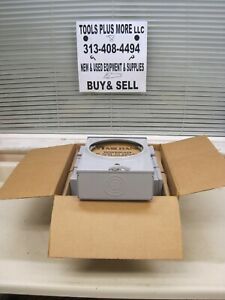 TOOLS PLUS MORE LLC
313-408-4494
NEW & USED EQUIPMENT & SUPPLIES
BUY& SELL